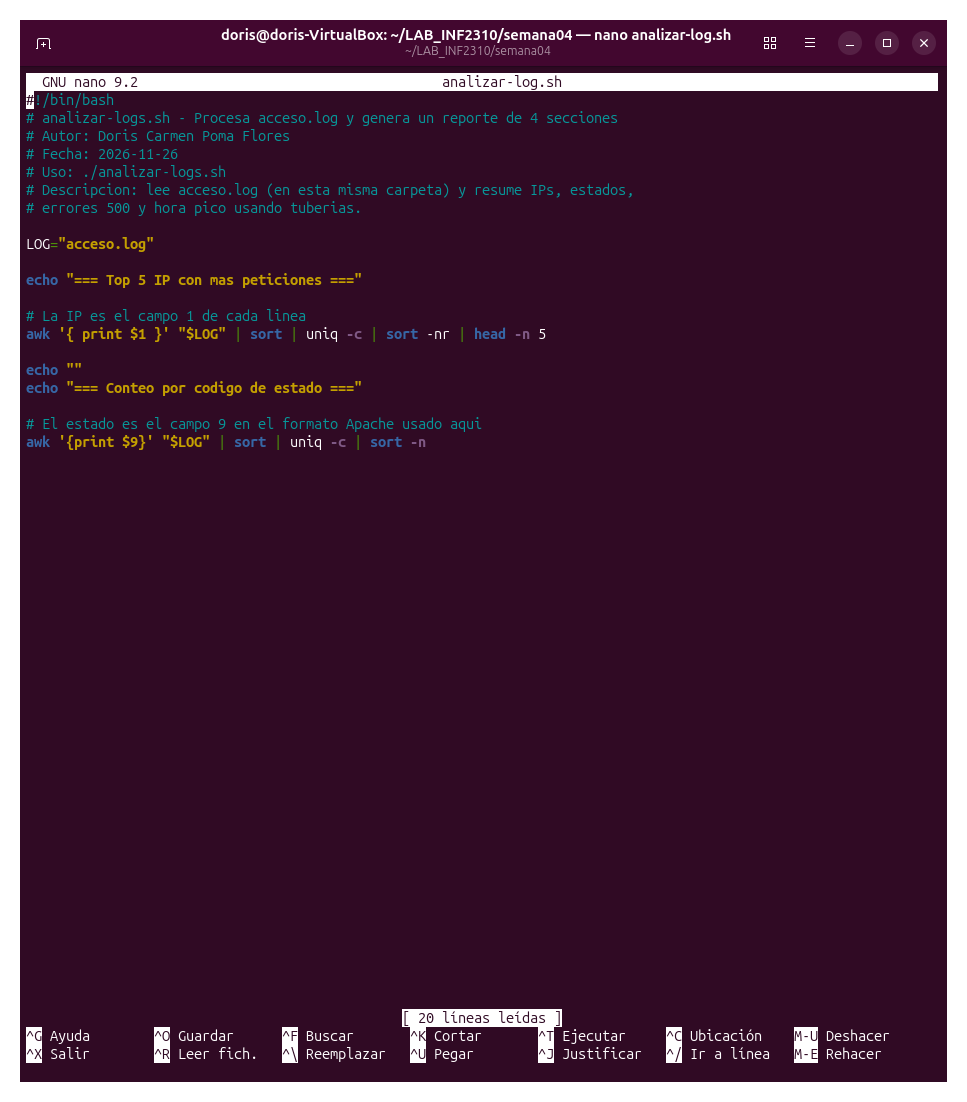 doris@doris-VirtualBox: ~/LAB_INF2310/semana04 — nano analizar-log.sh
~/LAB_INF2310/semana04
GNU nano 9.2 analizar-log.sh
#!/bin/bash
# analizar-logs.sh - Procesa acceso.log y genera un reporte de 4 secciones
# Autor: Doris Carmen Poma Flores
# Fecha: 2026-11-26
# Uso: ./analizar-logs.sh
# Descripcion: lee acceso.log (en esta misma carpeta) y resume IPs, estados,
# errores 500 y hora pico usando tuberias.
LOG="acceso.log"
echo "=== Top 5 IP con mas peticiones ==="
# La IP es el campo 1 de cada linea
awk '{ print $1 }' "$LOG" | sort | uniq -c | sort -nr | head -n 5
echo ""
echo "=== Conteo por codigo de estado ==="
# El estado es el campo 9 en el formato Apache usado aqui
awk '{print $9}' "$LOG" | sort | uniq -c | sort -n
[ 20 líneas leídas ]
^G Ayuda ^O Guardar ^F Buscar ^K Cortar ^T Ejecutar ^C Ubicación M-U Deshacer
^X Salir ^R Leer fich. ^\ Reemplazar ^U Pegar ^J Justificar ^/ Ir a línea M-E Rehacer